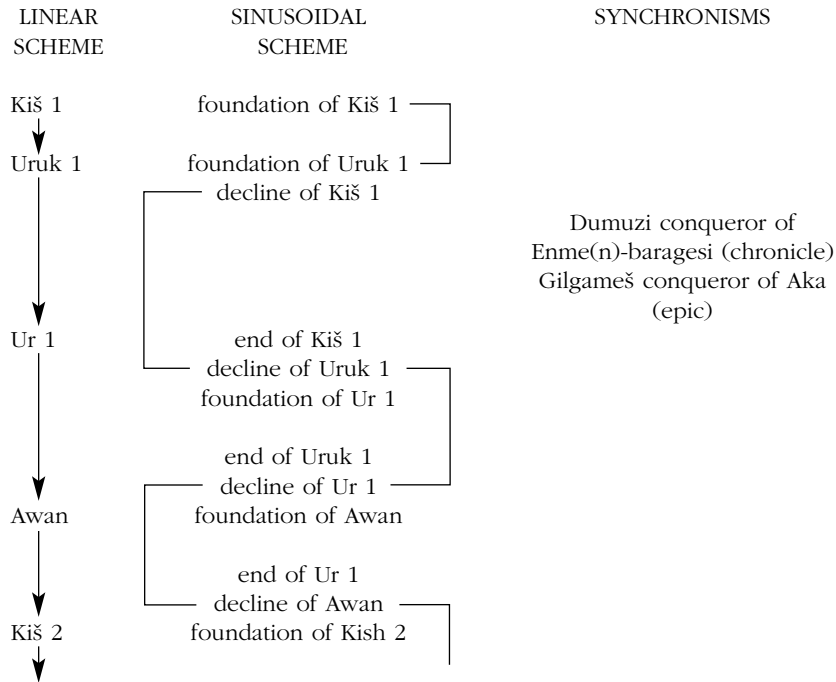 LINEAR SCHEME
SINUSOIDAL SCHEME
SYNCHRONISMS
Kiš 1
foundation of Kiš 1
Uruk 1
foundation of Uruk 1
decline of Kiš 1
Dumuzi conqueror of
Enme(n)-baragesi (chronicle)
Gilgameš conqueror of Aka
(epic)
Ur 1
end of Kiš 1
decline of Uruk 1
foundation of Ur 1
end of Uruk 1
decline of Ur 1
Awan
foundation of Awan
end of Ur 1
decline of Awan
Kiš 2
foundation of Kish 2